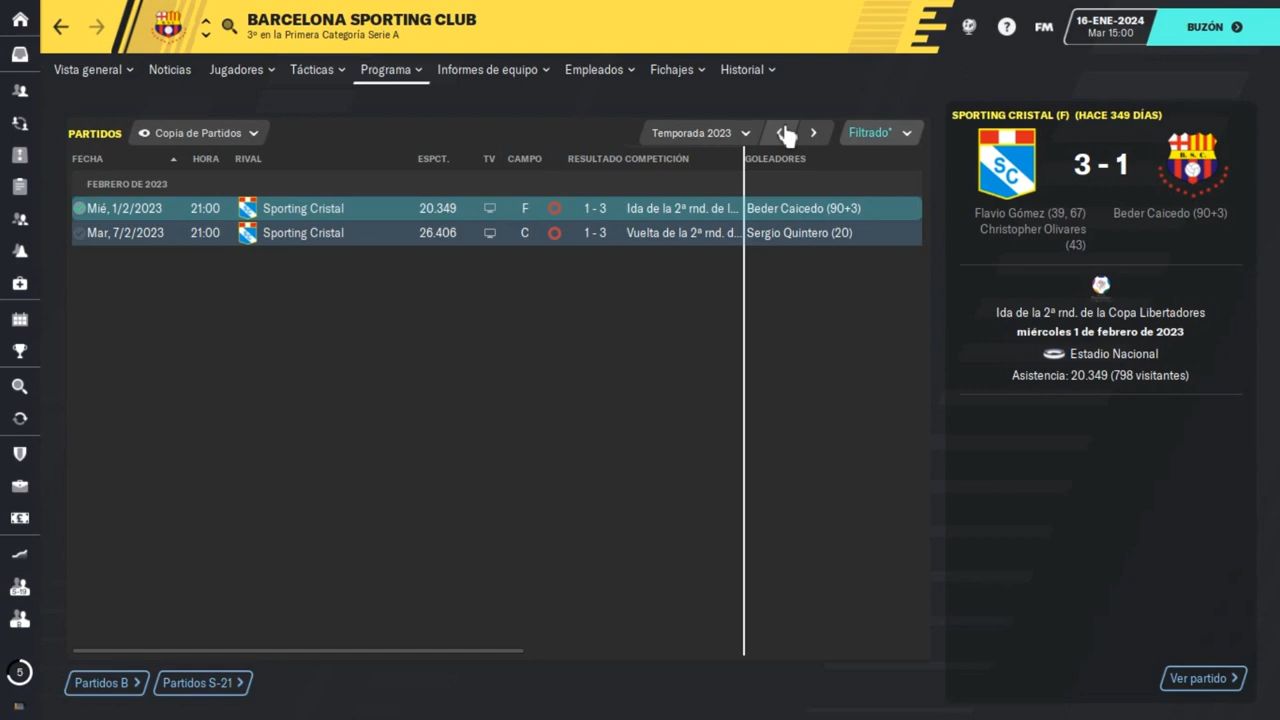 BARCELONA SPORTING CLUB
3º en la Primera Categoría Serie A
FM
16-ENE-2024
Mar 15:00
BUZÓN
Vista general
Noticias
Jugadores
Tácticas
Programa
Informes de equipo
Empleados
Fichajes
Historial
PARTIDOS
Copia de Partidos
Temporada 2023
Filtrado*
FECHA HORA RIVAL ESPCT. TV CAMPO RESULTADO COMPETICIÓN GOLEADORES
FEBRERO DE 2023
Mié, 1/2/2023 21:00 Sporting Cristal 20.349 F 1 - 3 Ida de la 2ª rnd. de l... Beder Caicedo (90+3)
Mar, 7/2/2023 21:00 Sporting Cristal 26.406 C 1 - 3 Vuelta de la 2ª rnd. d... Sergio Quintero (20)
SPORTING CRISTAL (F) (HACE 349 DÍAS)
SC
3 - 1
B. S. C.
Flavio Gómez (39, 67)
Christopher Olivares
(43)
Beder Caicedo (90+3)
Ida de la 2ª rnd. de la Copa Libertadores
miércoles 1 de febrero de 2023
Estadio Nacional
Asistencia: 20.349 (798 visitantes)
S-19
5
Partidos B
Partidos S-21
Ver partido